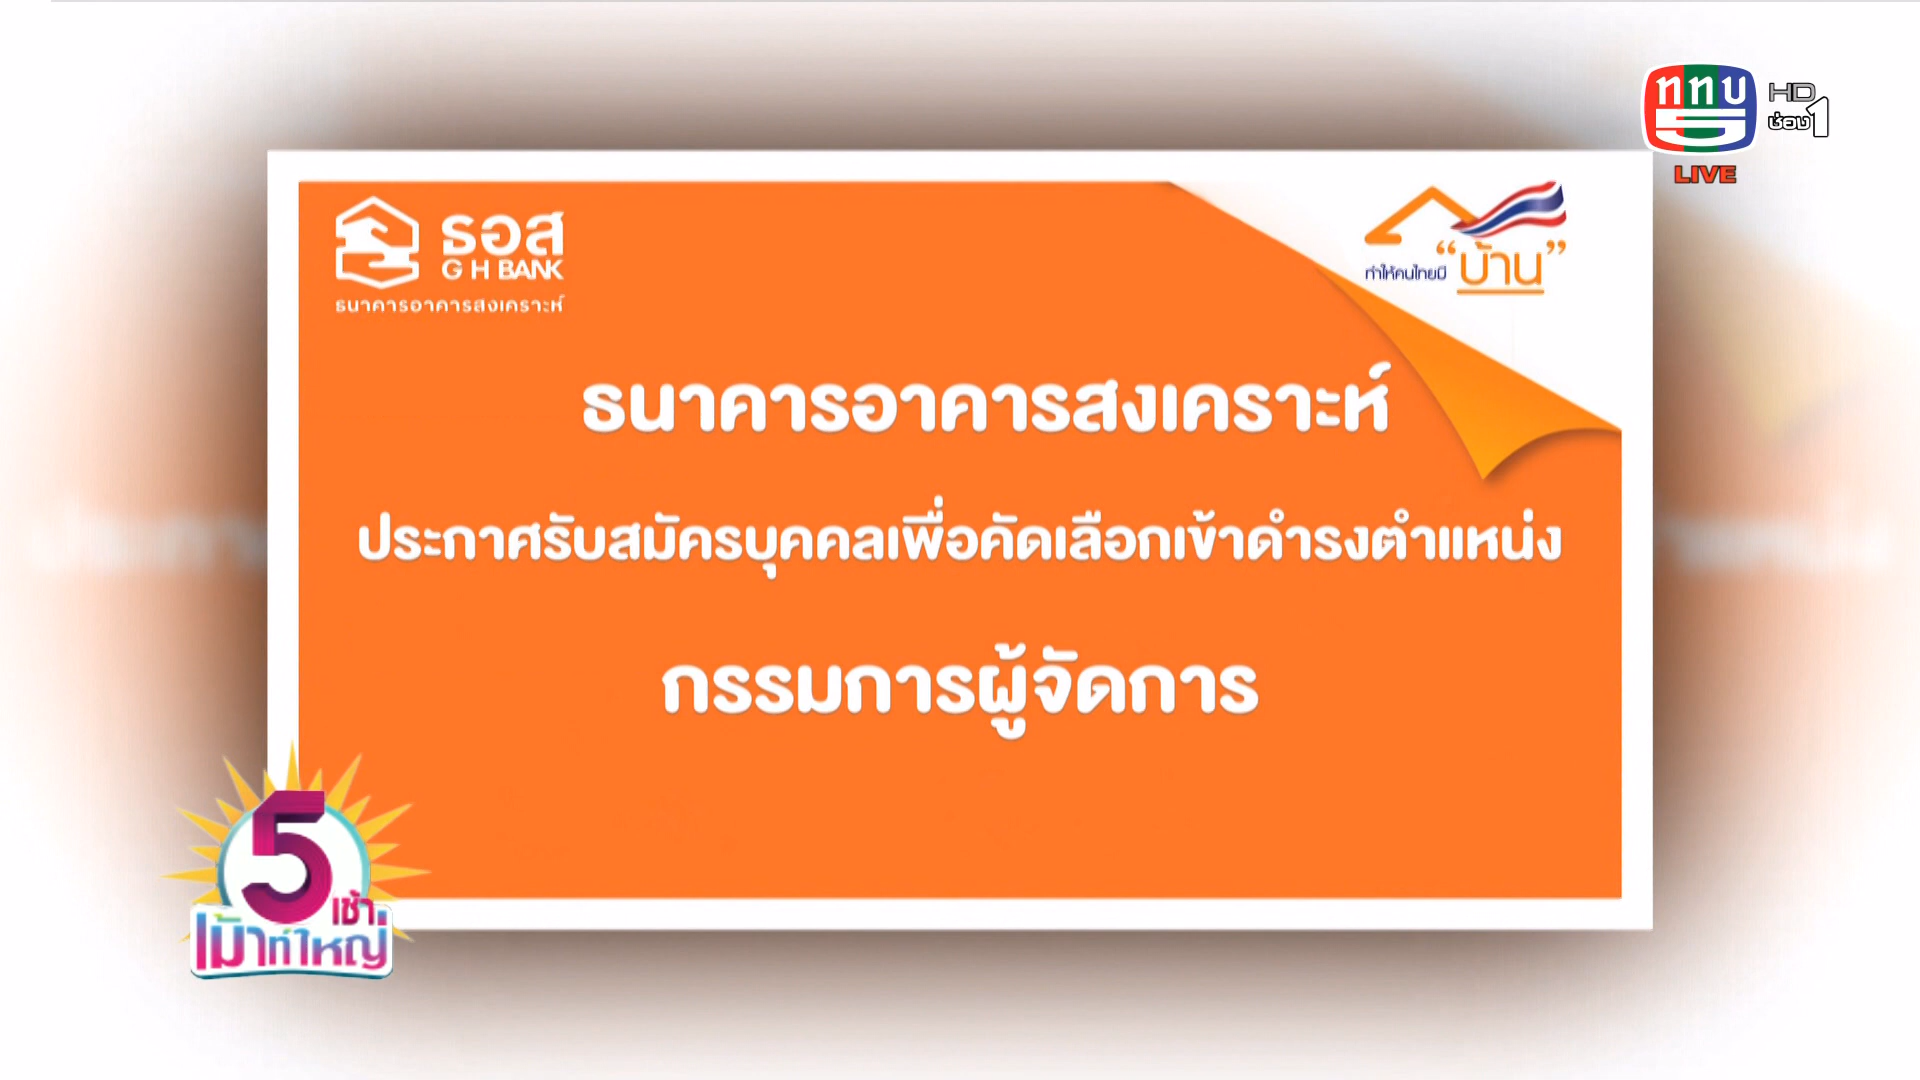 ททบ 5
HD
ช่อง 1
LIVE
ธอส
G H BANK
ธนาคารอาคารสงเคราะห์
ทำให้คนไทยมี “บ้าน”
ธนาคารอาคารสงเคราะห์
ประกาศรับสมัครบุคคลเพื่อคัดเลือกเข้าดำรงตำแหน่ง
กรรมการผู้จัดการ
5 เช้า
เม้าท์ใหญ่